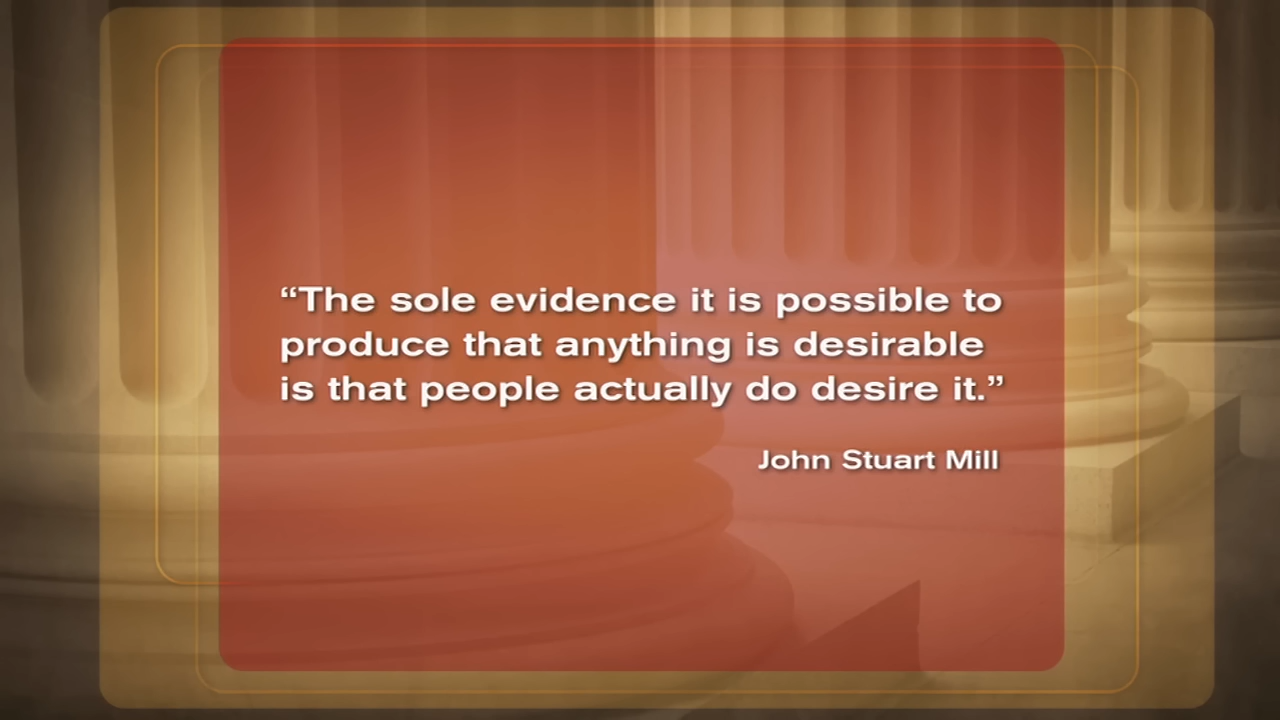 “The sole evidence it is possible to
produce that anything is desirable
is that people actually do desire it.”
John Stuart Mill